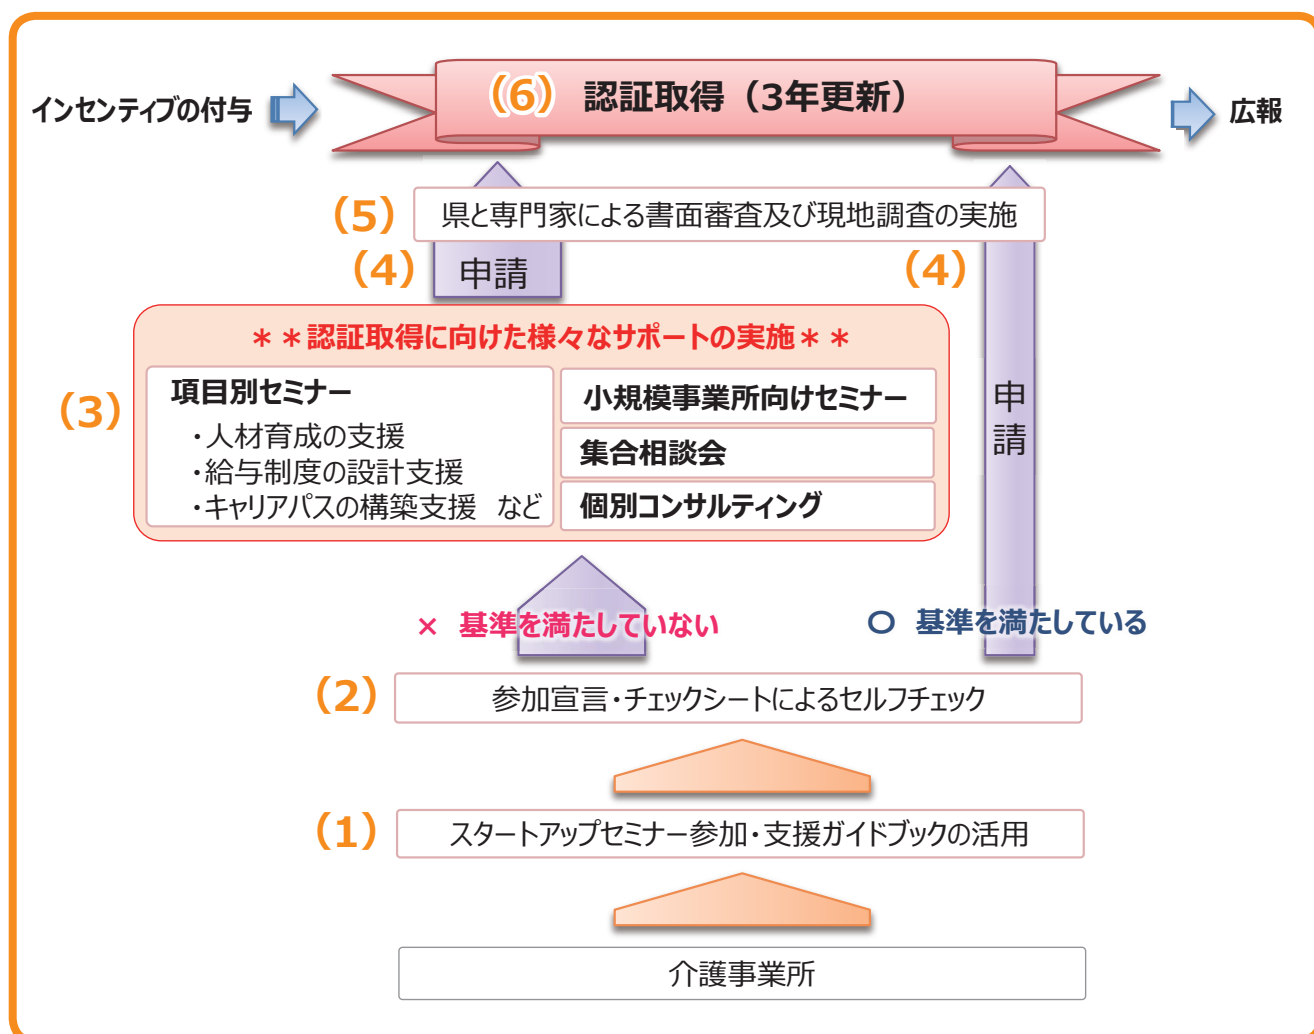 インセンティブの付与
(6) 認証取得（3年更新）
広報
(5) 県と専門家による書面審査及び現地調査の実施
(4) 申請
(4)
申請
＊＊認証取得に向けた様々なサポートの実施＊＊
(3)
項目別セミナー
・人材育成の支援
・給与制度の設計支援
・キャリアパスの構築支援 など
小規模事業所向けセミナー
集合相談会
個別コンサルティング
× 基準を満たしていない
○ 基準を満たしている
(2) 参加宣言・チェックシートによるセルフチェック
(1) スタートアップセミナー参加・支援ガイドブックの活用
介護事業所